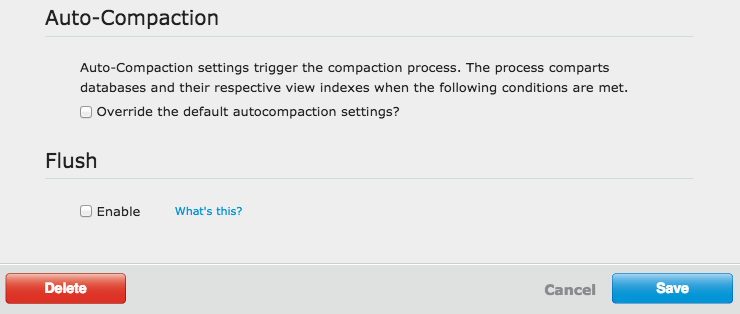 Auto-Compaction
Auto-Compaction settings trigger the compaction process. The process comparts
databases and their respective view indexes when the following conditions are met.
Override the default autocompaction settings?
Flush
Enable What's this?
Delete Cancel Save